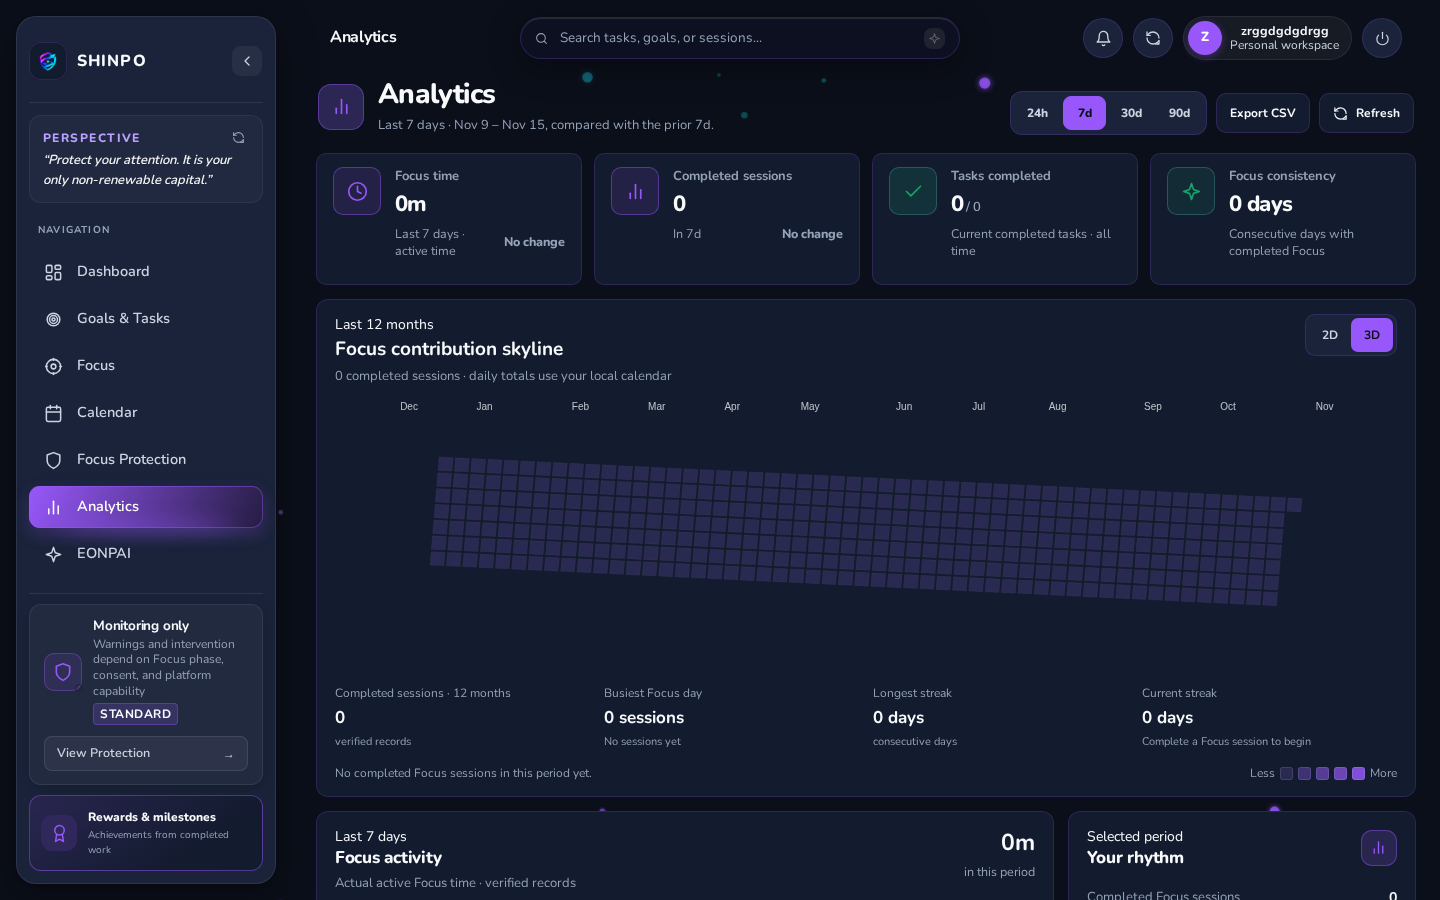 SHINPO
PERSPECTIVE
“Protect your attention. It is your
only non-renewable capital.”
NAVIGATION
Dashboard
Goals & Tasks
Focus
Calendar
Focus Protection
Analytics
EONPAI
Monitoring only
Warnings and intervention
depend on Focus phase,
consent, and platform
capability
STANDARD
View Protection →
Rewards & milestones
Achievements from completed
work
Analytics
Search tasks, goals, or sessions...
Z
zrggdgdgdrgg
Personal workspace
Analytics
Last 7 days · Nov 9 – Nov 15, compared with the prior 7d.
24h 7d 30d 90d
Export CSV
Refresh
Focus time
0m
Last 7 days ·
active time
No change
Completed sessions
0
In 7d
No change
Tasks completed
0 / 0
Current completed tasks · all
time
Focus consistency
0 days
Consecutive days with
completed Focus
Last 12 months
Focus contribution skyline
0 completed sessions · daily totals use your local calendar
2D 3D
Dec Jan Feb Mar Apr May Jun Jul Aug Sep Oct Nov
Completed sessions · 12 months
0
verified records
Busiest Focus day
0 sessions
No sessions yet
Longest streak
0 days
consecutive days
Current streak
0 days
Complete a Focus session to begin
No completed Focus sessions in this period yet.
Less More
Last 7 days
Focus activity
Actual active Focus time · verified records
0m
in this period
Selected period
Your rhythm
Completed Focus sessions 0